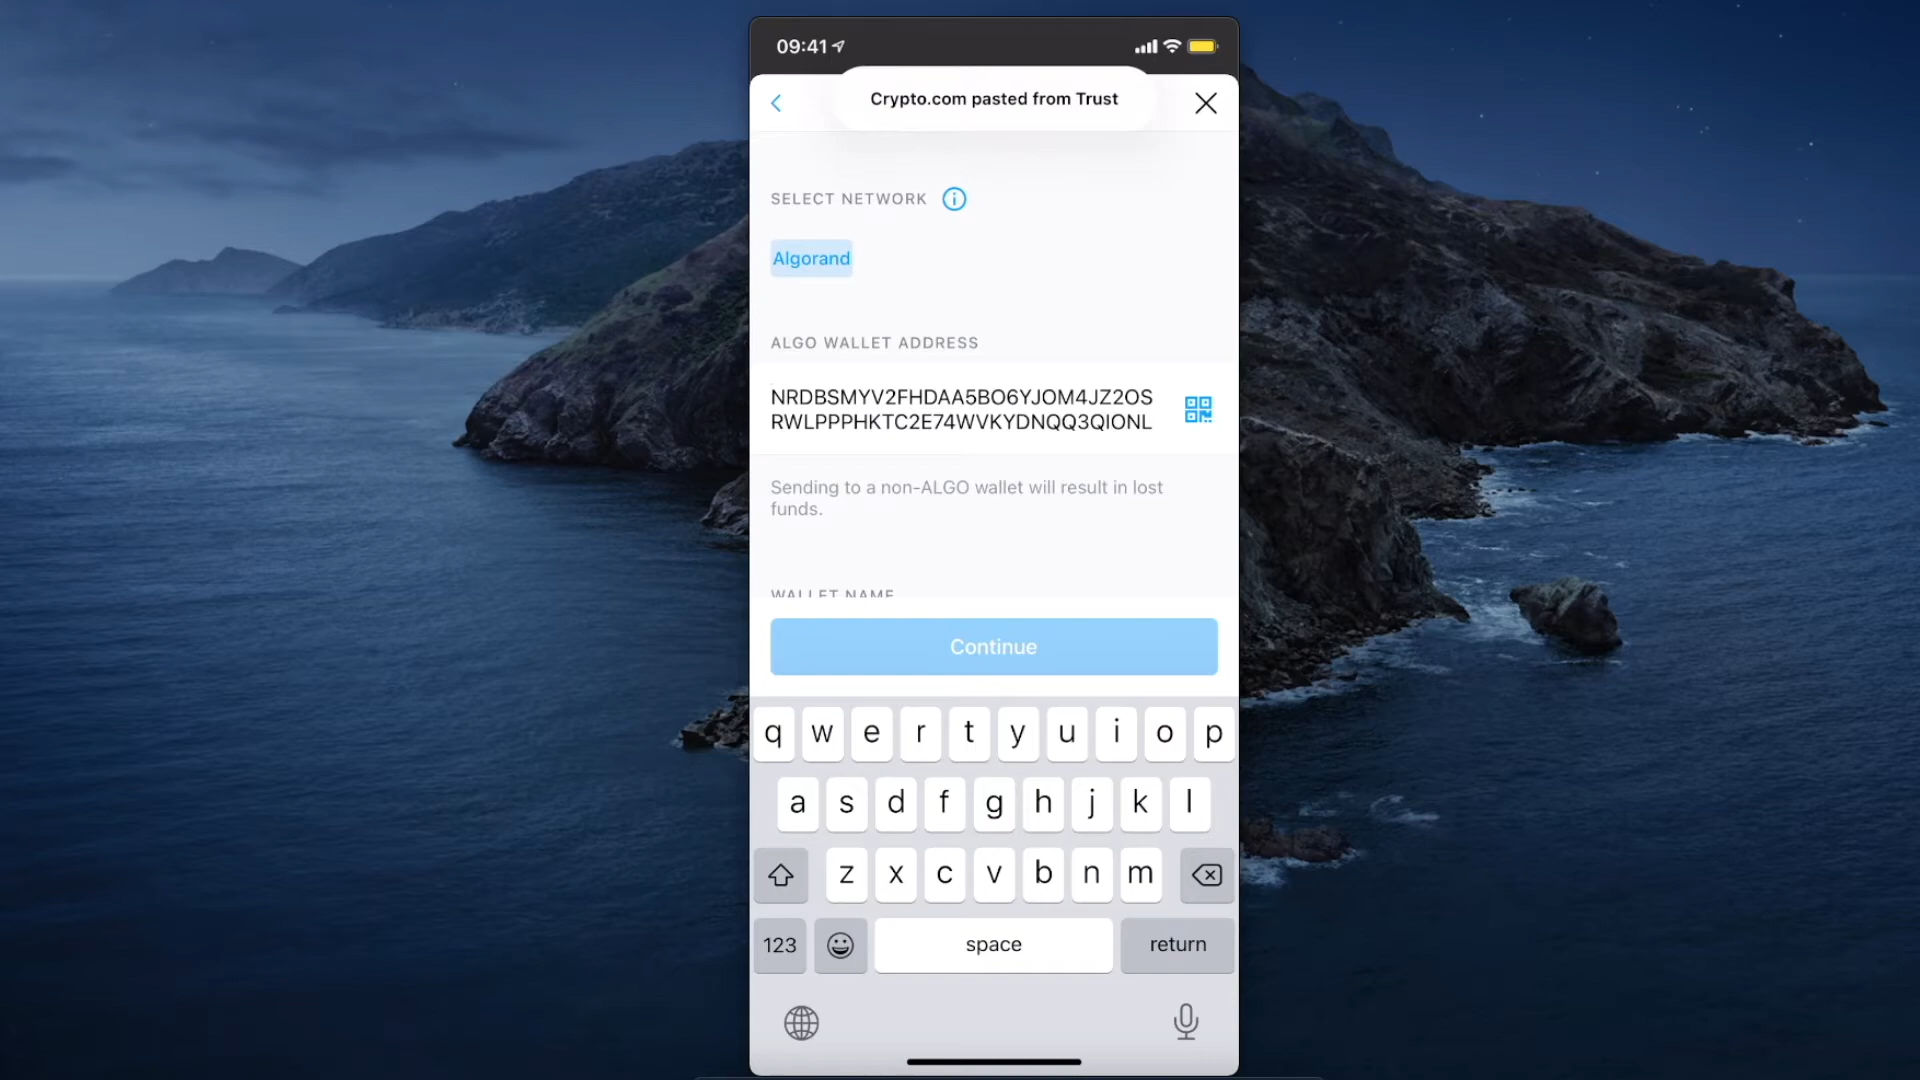 09:41
Crypto.com pasted from Trust
SELECT NETWORK
Algorand
ALGO WALLET ADDRESS
NRDBSMYV2FHDAA5BO6YJOM4JZ2OS
RWLPPPHKTC2E74WVKYDNQQ3QIONL
Sending to a non-ALGO wallet will result in lost
funds.
WALLET NAME
Continue
q w e r t y u i o p
a s d f g h j k l
z x c v b n m
123 space return